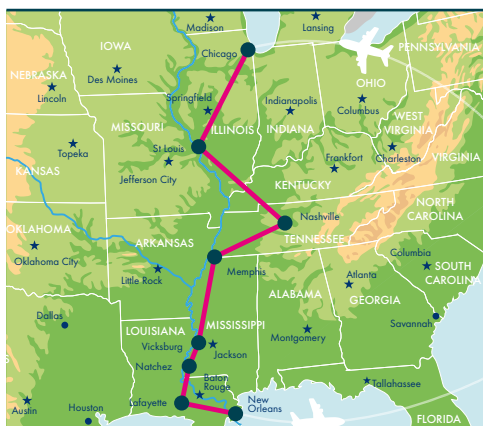 Madison
Lansing
Chicago
IOWA
PENNSYLVANIA
NEBRASKA
Des Moines
OHIO
Lincoln
Springfield
Indianapolis
Columbus
WEST
VIRGINIA
MISSOURI
ILLINOIS
INDIANA
Topeka
St Louis
Frankfort
Charleston
VIRGINIA
KANSAS
Jefferson City
KENTUCKY
NORTH
CAROLINA
Nashville
OKLAHOMA
TENNESSEE
ARKANSAS
Oklahoma City
Memphis
Columbia
Little Rock
Atlanta
SOUTH
CAROLINA
ALABAMA
GEORGIA
Dallas
LOUISIANA
MISSISSIPPI
Savannah
Vicksburg
Jackson
Montgomery
Natchez
Baton
Rouge
Tallahassee
Austin
Houston
Lafayette
New
Orleans
FLORIDA